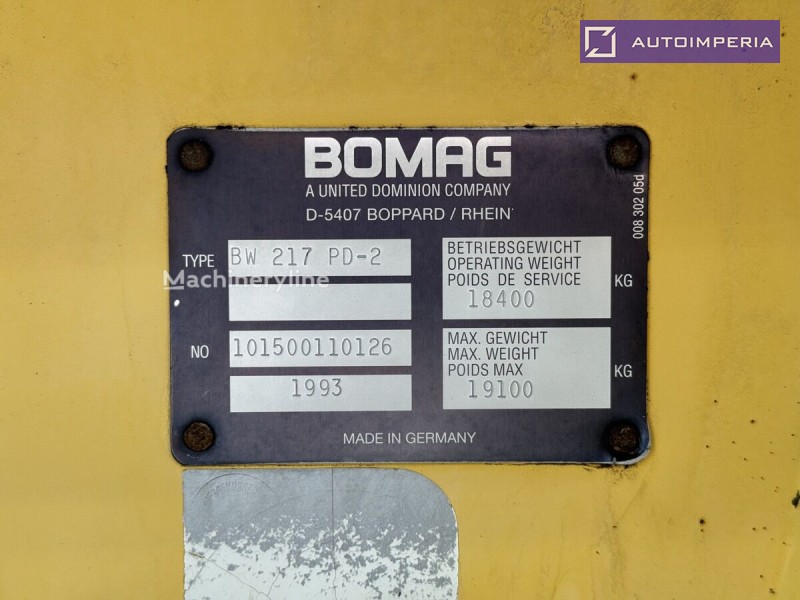 AUTOIMPERIA
BOMAG
A UNITED DOMINION COMPANY
D-5407 BOPPARD / RHEIN
008 302 05d
TYPE BW 217 PD-2
BETRIEBSGEWICHT
OPERATING WEIGHT
POIDS DE SERVICE
18400 KG
Machineryline
NO 101500110126
1993
MAX. GEWICHT
MAX. WEIGHT
POIDS MAX
19100 KG
MADE IN GERMANY